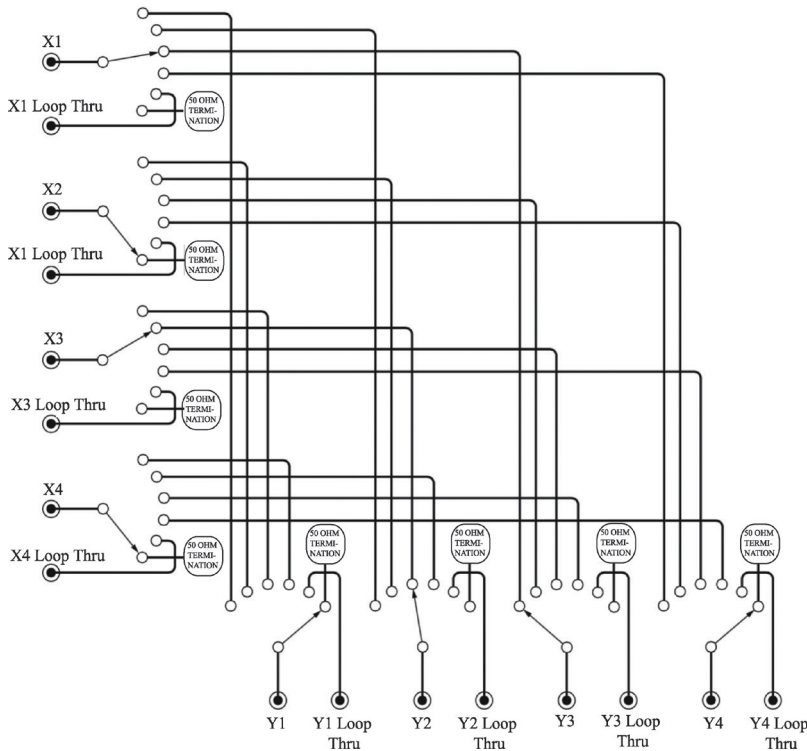 X1
X1 Loop Thru
50 OHM
TERMI-
NATION
X2
X1 Loop Thru
50 OHM
TERMI-
NATION
X3
X3 Loop Thru
50 OHM
TERMI-
NATION
X4
X4 Loop Thru
50 OHM
TERMI-
NATION
50 OHM
TERMI-
NATION
50 OHM
TERMI-
NATION
50 OHM
TERMI-
NATION
50 OHM
TERMI-
NATION
Y1
Y1 Loop
Thru
Y2
Y2 Loop
Thru
Y3
Y3 Loop
Thru
Y4
Y4 Loop
Thru